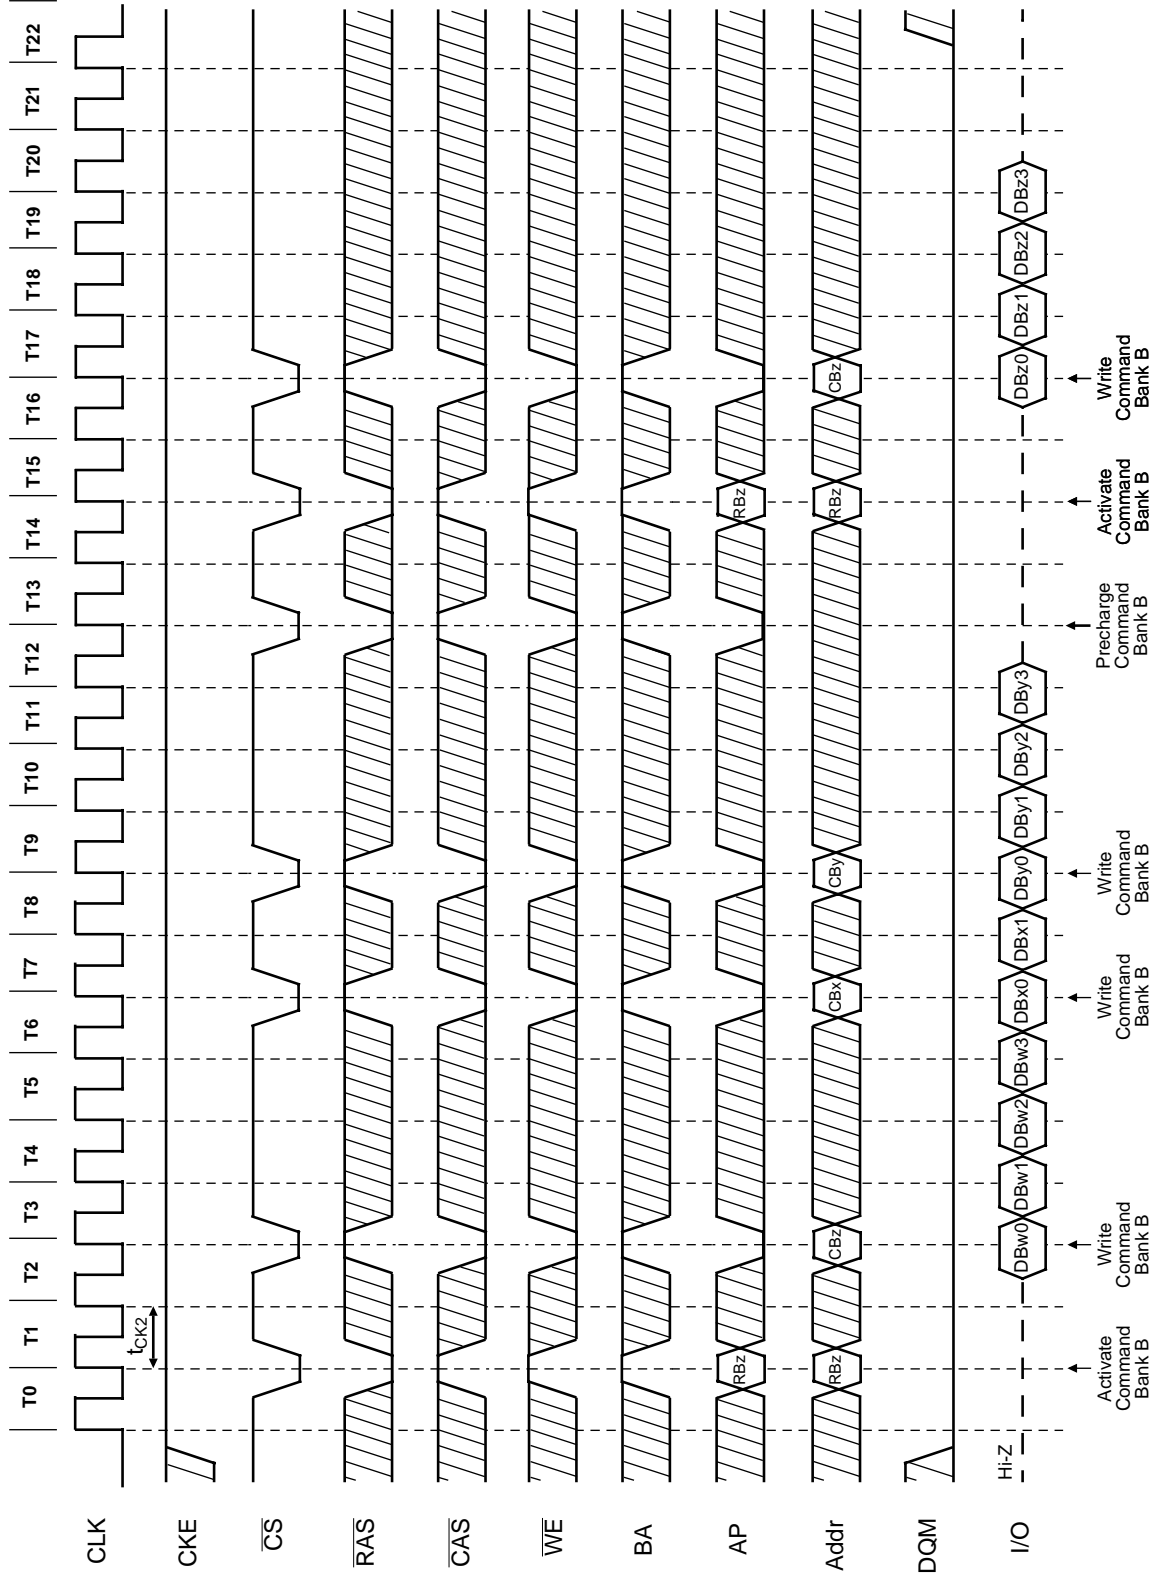 T0 T1 T2 T3 T4 T5 T6 T7 T8 T9 T10 T11 T12 T13 T14 T15 T16 T17 T18 T19 T20 T21 T22
CLK
tCK2
CKE
CS
RAS
CAS
WE
BA
AP
RBz RBz
Addr
RBz CBz CBx CBy RBz CBz
DQM
I/O
Hi-Z
DBw0 DBw1 DBw2 DBw3 DBx0 DBx1 DBy0 DBy1 DBy2 DBy3 DBz0 DBz1 DBz2 DBz3
Activate
Command
Bank B
Write
Command
Bank B
Write
Command
Bank B
Write
Command
Bank B
Precharge
Command
Bank B
Activate
Command
Bank B
Write
Command
Bank B